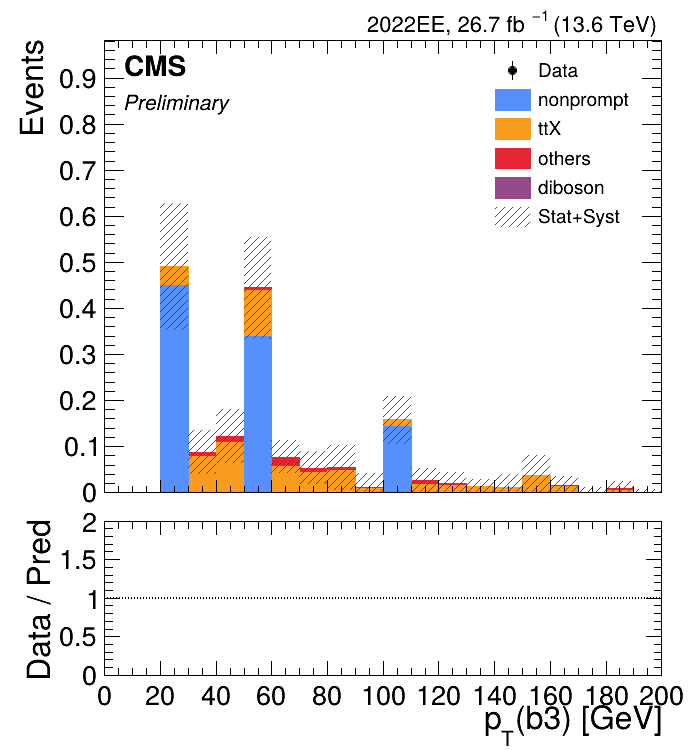 2022EE, 26.7 fb⁻¹ (13.6 TeV)
Events
CMS
Preliminary
Data
nonprompt
ttX
others
diboson
Stat+Syst
0.9
0.8
0.7
0.6
0.5
0.4
0.3
0.2
0.1
0
Data / Pred
2
1.5
1
0.5
0
0 20 40 60 80 100 120 140 160 180 200
p_T(b3) [GeV]